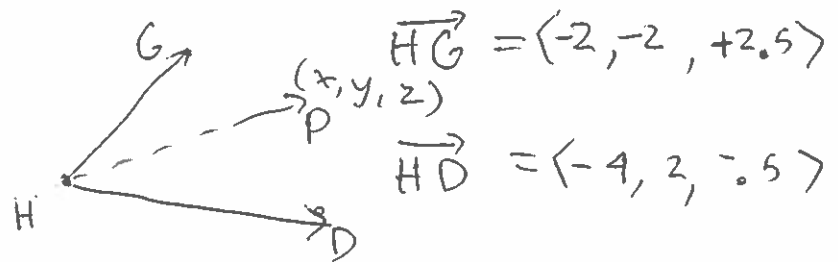 G
HG = ⟨-2, -2, +2.5⟩
(x, y, z)
P
HD = ⟨-4, 2, -.5⟩
H
D